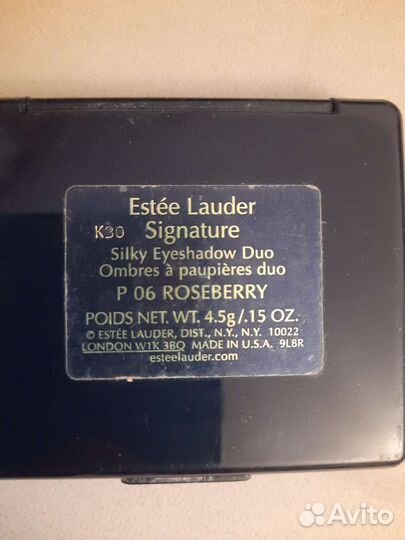 Estée Lauder
K30 Signature
Silky Eyeshadow Duo
Ombres à paupières duo
P 06 ROSEBERRY
POIDS NET. WT. 4.5g/.15 OZ.
© ESTÉE LAUDER, DIST., N.Y., N.Y. 10022
LONDON W1K 3BQ MADE IN U.S.A. 9L8R
esteelauder.com
Avito